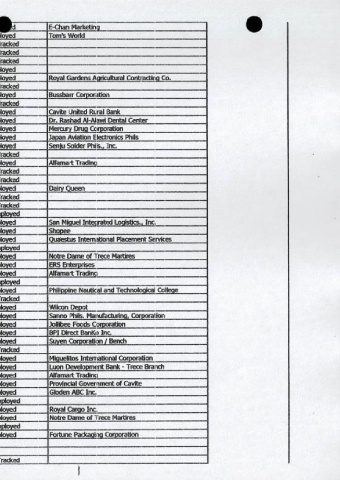 d E-Chan Marketing
loyed Tom's World
racked
racked
racked
loyed
loyed Royal Gardens Agricultural Contracting Co.
racked
loyed Bussbarr Corporation
racked
loyed Cavite United Rural Bank
loyed Dr. Rashad Al-Alawi Dental Center
loyed Mercury Drug Corporation
loyed Japan Aviation Electronics Phils
loyed Senju Solder Phils., Inc.
racked
loyed Alfamart Trading
racked
racked
loyed Dairy Queen
racked
racked
ployed
loyed San Miguel Integrated Logistics., Inc.
loyed Shopee
loyed Quaestus International Placement Services
ployed
loyed Notre Dame of Trece Martires
loyed ERS Enterprises
loyed Alfamart Trading
ployed
loyed Philippine Nautical and Technological College
racked
loyed Wilcon Depot
loyed Sanno Phils. Manufacturing, Corporation
loyed Jollibee Foods Corporation
loyed BPI Direct BanKo Inc.
loyed Suyen Corporation / Bench
racked
loyed Miguelitos International Corporation
loyed Luon Development Bank - Trece Branch
loyed Alfamart Trading
loyed Provincial Government of Cavite
loyed Gloden ABC Inc.
ployed
loyed Royal Cargo Inc.
loyed Notre Dame of Trece Martires
ployed
loyed Fortune Packaging Corporation
racked